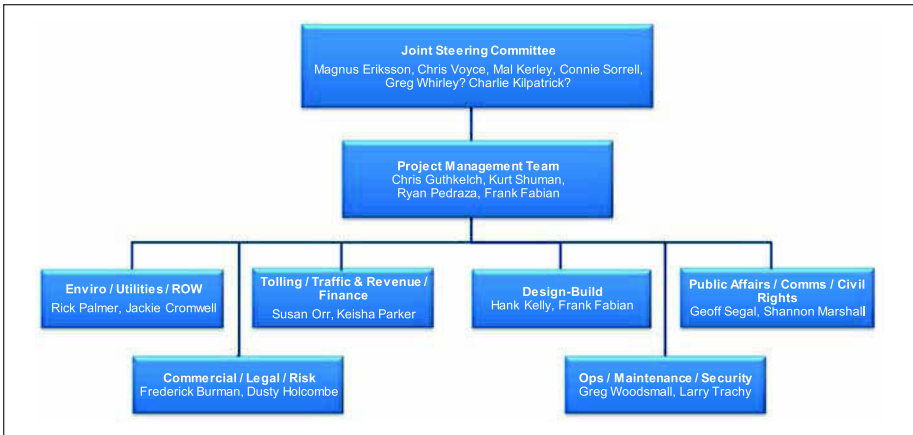 Joint Steering Committee
Magnus Eriksson, Chris Voyce, Mal Kerley, Connie Sorrell,
Greg Whirley? Charlie Kilpatrick?
Project Management Team
Chris Guthkelch, Kurt Shuman,
Ryan Pedraza, Frank Fabian
Enviro / Utilities / ROW
Rick Palmer, Jackie Cromwell
Tolling / Traffic & Revenue /
Finance
Susan Orr, Keisha Parker
Design-Build
Hank Kelly, Frank Fabian
Public Affairs / Comms / Civil
Rights
Geoff Segal, Shannon Marshall
Commercial / Legal / Risk
Frederick Burman, Dusty Holcombe
Ops / Maintenance / Security
Greg Woodsmall, Larry Trachy